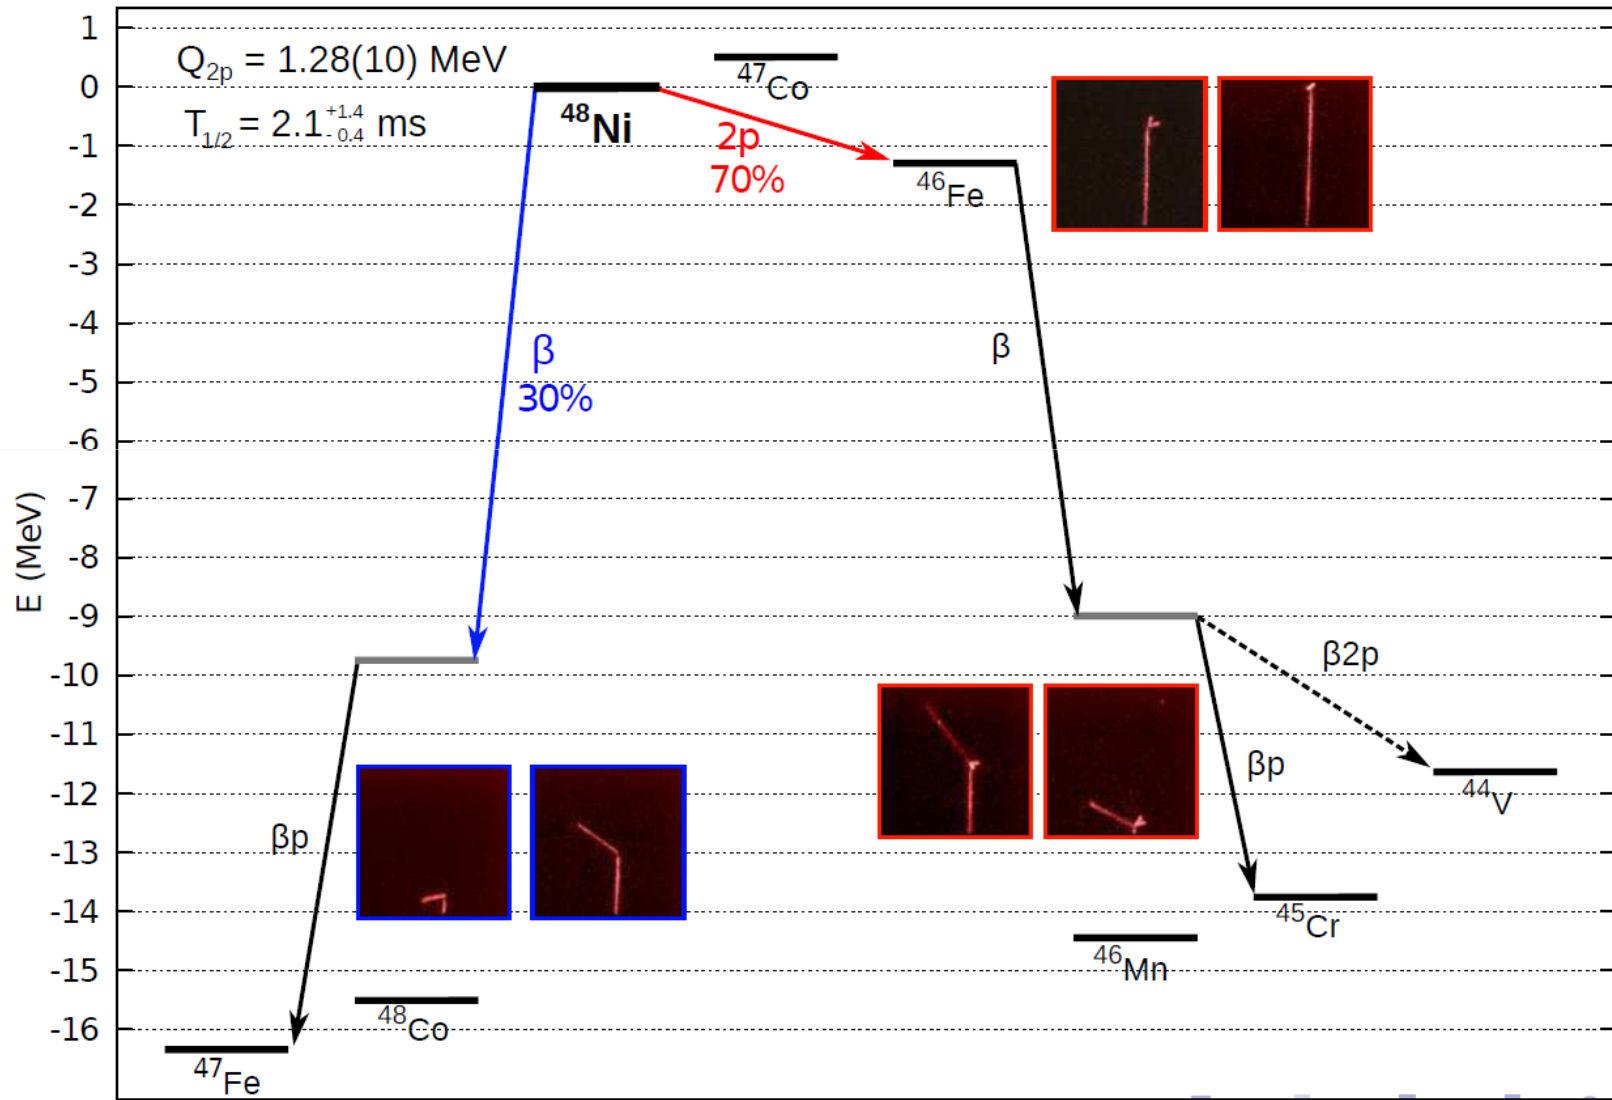 1
0
-1
-2
-3
-4
-5
-6
-7
-8
-9
-10
-11
-12
-13
-14
-15
-16
E (MeV)
Q₂ₚ = 1.28(10) MeV
T₁/₂ = 2.1 +1.4 - 0.4 ms
⁴⁸Ni
⁴⁷Co
2p
70%
⁴⁶Fe
β
30%
β
β2p
βp
⁴⁴V
βp
⁴⁵Cr
⁴⁶Mn
⁴⁸Co
⁴⁷Fe